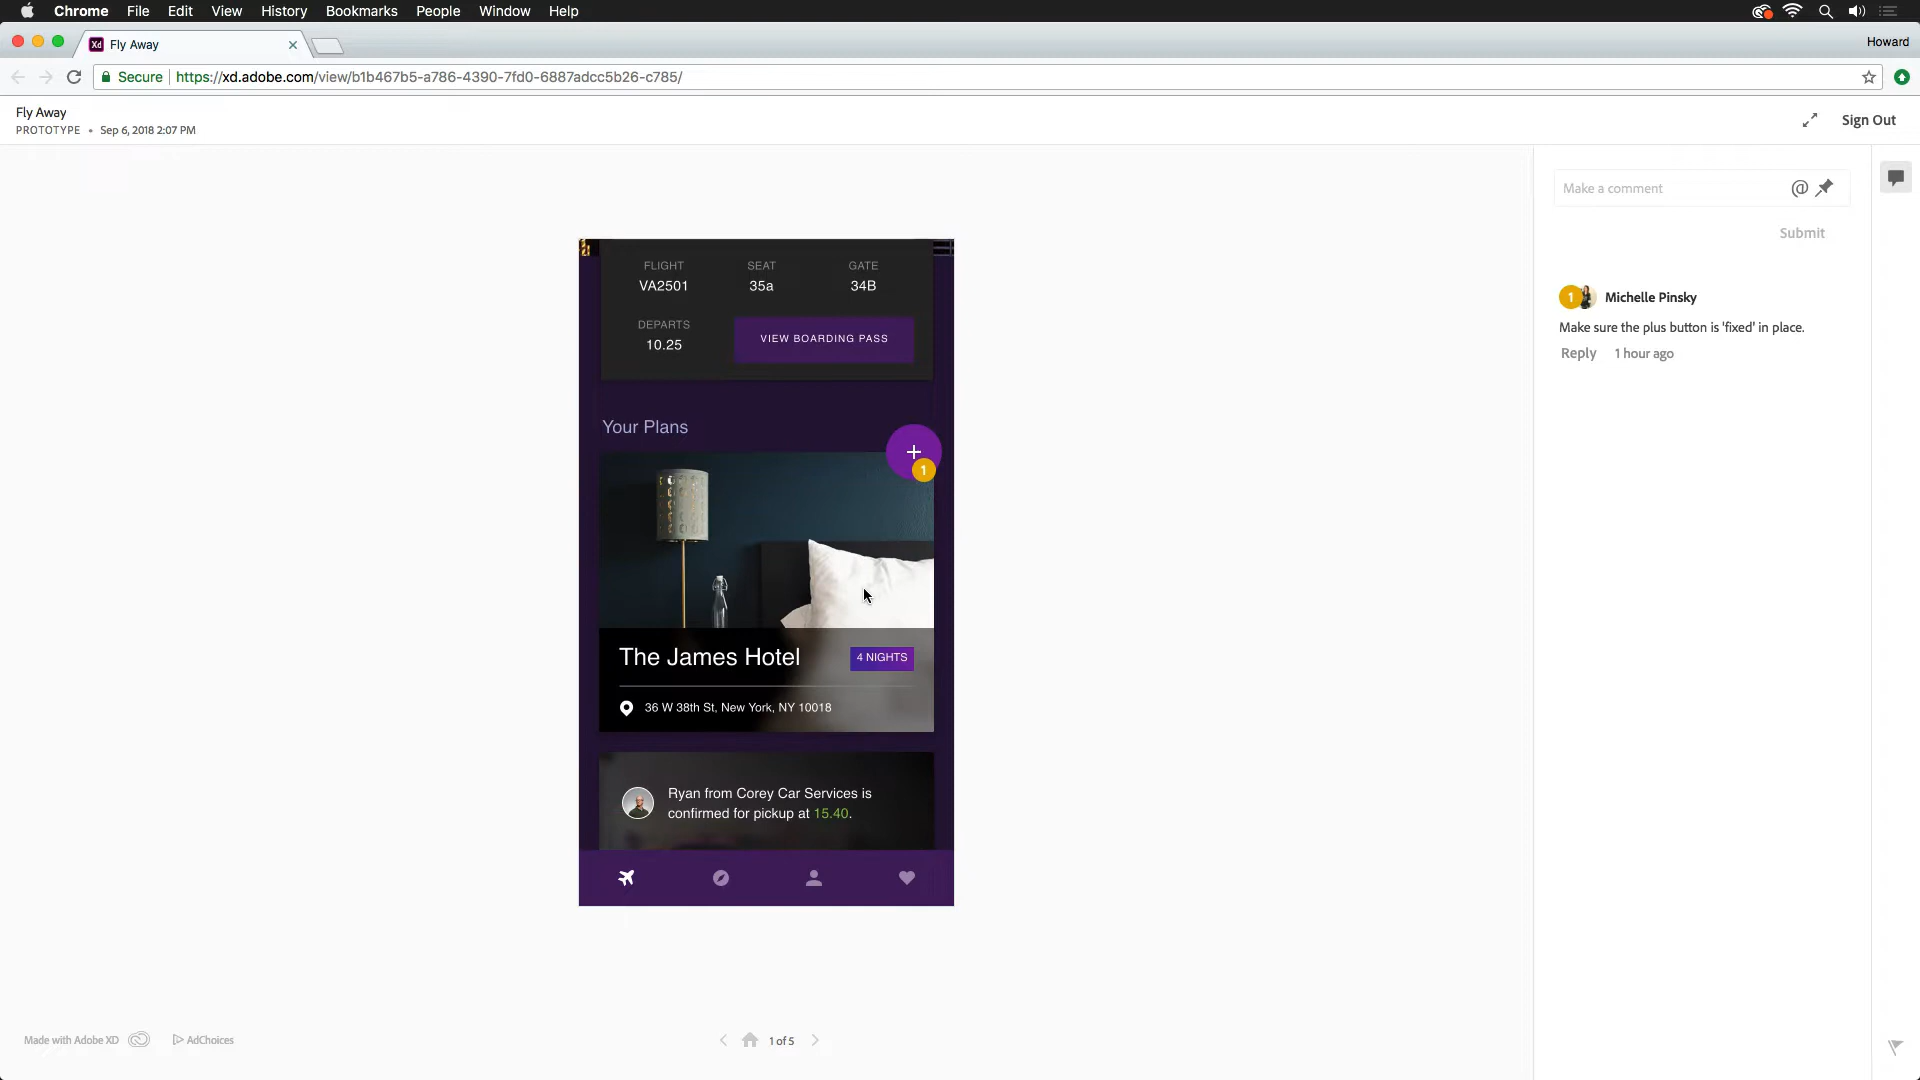 Chrome File Edit View History Bookmarks People Window Help
Xd Fly Away
Howard
Secure https://xd.adobe.com/view/b1b467b5-a786-4390-7fd0-6887adcc5b26-c785/
Fly Away
PROTOTYPE • Sep 6, 2018 2:07 PM
Sign Out
Make a comment @
Submit
1 Michelle Pinsky
Make sure the plus button is 'fixed' in place.
Reply 1 hour ago
FLIGHT SEAT GATE
VA2501 35a 34B
DEPARTS
10.25
VIEW BOARDING PASS
Your Plans
+
1
The James Hotel
4 NIGHTS
36 W 38th St, New York, NY 10018
Ryan from Corey Car Services is
confirmed for pickup at 15.40.
Made with Adobe XD
AdChoices
1 of 5